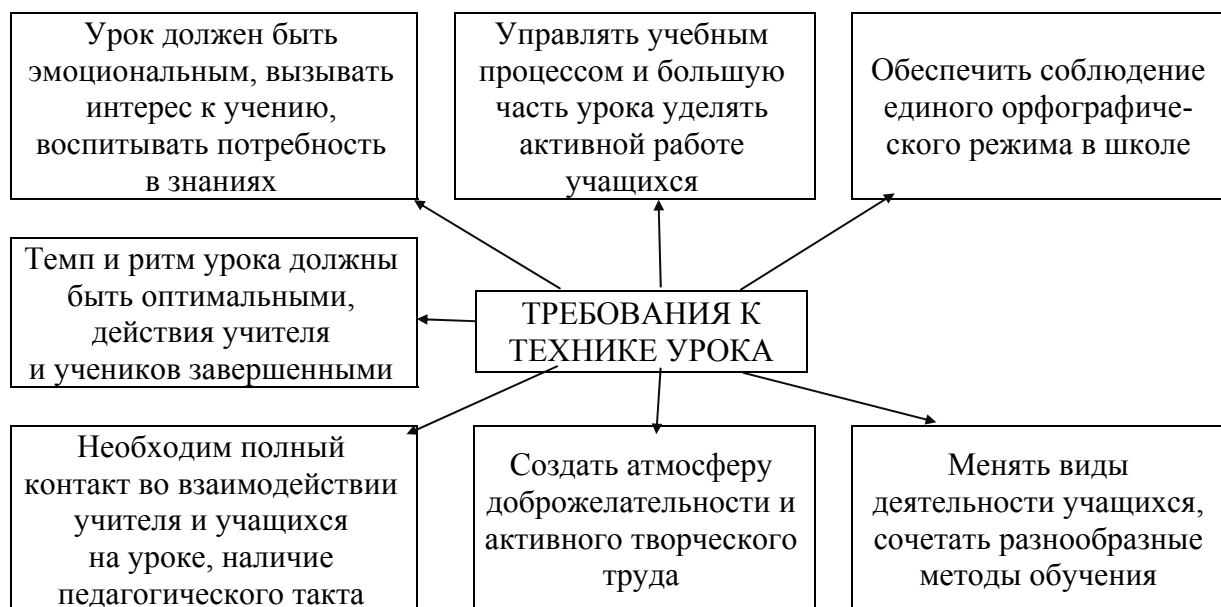 Урок должен быть
эмоциональным, вызывать
интерес к учению,
воспитывать потребность
в знаниях
Управлять учебным
процессом и большую
часть урока уделять
активной работе
учащихся
Обеспечить соблюдение
единого орфографиче-
ского режима в школе
Темп и ритм урока должны
быть оптимальными,
действия учителя
и учеников завершенными
ТРЕБОВАНИЯ К
ТЕХНИКЕ УРОКА
Необходим полный
контакт во взаимодействии
учителя и учащихся
на уроке, наличие
педагогического такта
Создать атмосферу
доброжелательности и
активного творческого
труда
Менять виды
деятельности учащихся,
сочетать разнообразные
методы обучения